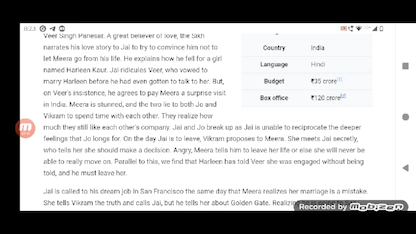 8:23
Veer Singh Panesar. A great believer of love, the Sikh
narrates his love story to Jai to try to convince him not to
let Meera go from his life. He explains how he fell for a girl
named Harleen Kaur. Jai ridicules Veer, who vowed to
marry Harleen before he had even gotten to talk to her. But,
on Veer's insistence, he agrees to pay Meera a surprise visit
in India. Meera is stunned, and the two lie to both Jo and
Vikram to spend time with each other. They realize how
much they still like each other's company. Jai and Jo break up as Jai is unable to reciprocate the deeper
feelings that Jo longs for. On the day Jai is to leave, Vikram proposes to Meera. She meets Jai secretly,
who tells her she should make a decision. Angry, Meera tells him to leave her life or else she will never be
able to really move on. Parallel to this, we find that Harleen has told Veer she was engaged without being
told, and he must leave her.
Jai is called to his dream job in San Francisco the same day that Meera realizes her marriage is a mistake.
She tells Vikram the truth and calls Jai, but he tells her about Golden Gate. Realizing
Country India
Language Hindi
Budget ₹35 crore
Box office ₹120 crore
Recorded by Mobizen